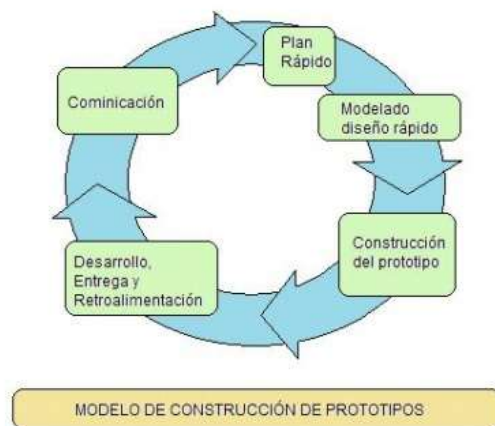 Plan
Rápido
Modelado
diseño rápido
Construcción
del prototipo
Desarrollo,
Entrega y
Retroalimentación
Cominicación
MODELO DE CONSTRUCCIÓN DE PROTOTIPOS